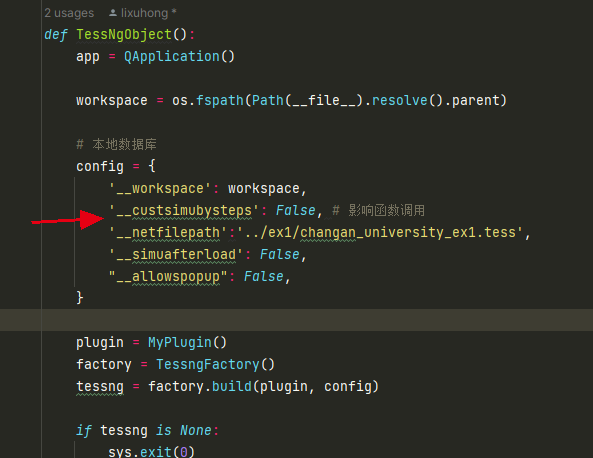 2 usages lixuhong *
def TessNgObject():
app = QApplication()
workspace = os.fspath(Path(__file__).resolve().parent)
# 本地数据库
config = {
'__workspace': workspace,
'__custsimubysteps': False, # 影响函数调用
'__netfilepath':'../ex1/changan_university_ex1.tess',
'__simuafterload': False,
"__allowspopup": False,
}
plugin = MyPlugin()
factory = TessngFactory()
tessng = factory.build(plugin, config)
if tessng is None:
sys.exit(0)